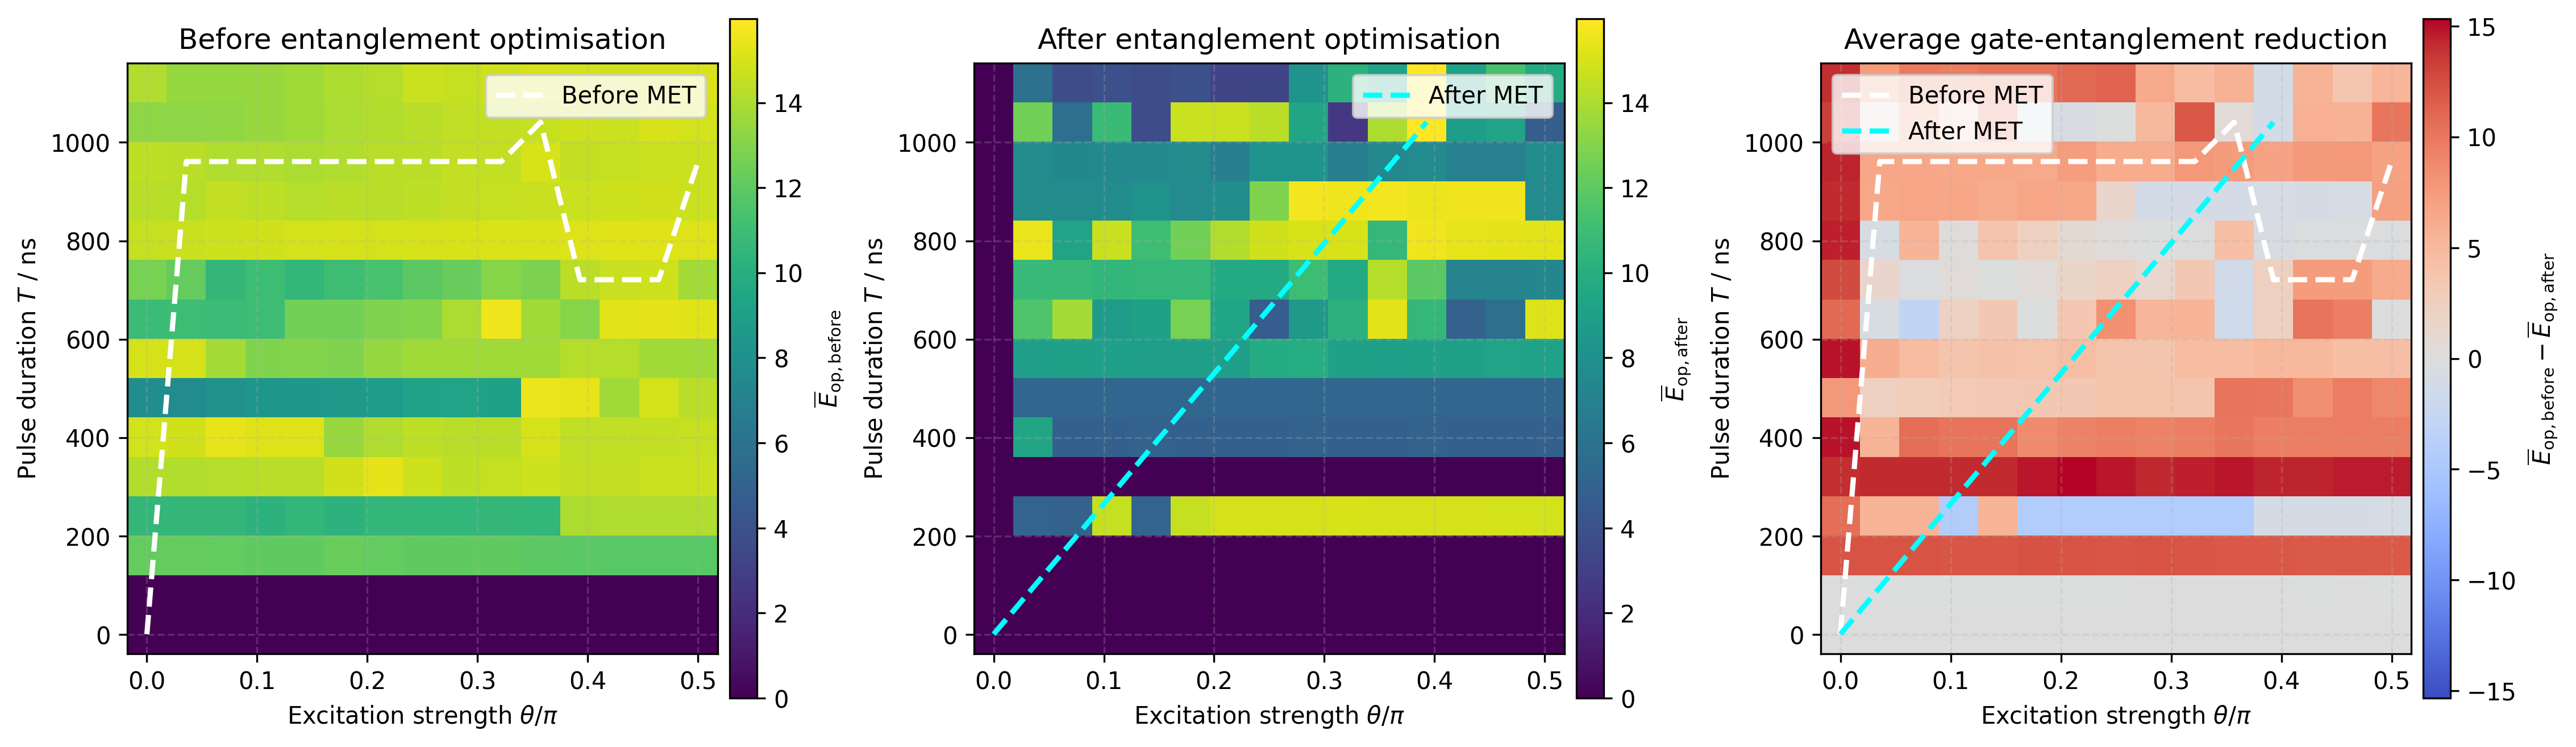 Before entanglement optimisation
Before MET
Pulse duration T / ns
0
200
400
600
800
1000
0.0 0.1 0.2 0.3 0.4 0.5
Excitation strength θ/π
0
2
4
6
8
10
12
14
E̅op, before
After entanglement optimisation
After MET
Pulse duration T / ns
0
200
400
600
800
1000
0.0 0.1 0.2 0.3 0.4 0.5
Excitation strength θ/π
0
2
4
6
8
10
12
14
E̅op, after
Average gate-entanglement reduction
Before MET
After MET
Pulse duration T / ns
0
200
400
600
800
1000
0.0 0.1 0.2 0.3 0.4 0.5
Excitation strength θ/π
15
10
5
0
−5
−10
−15
E̅op, before − E̅op, after